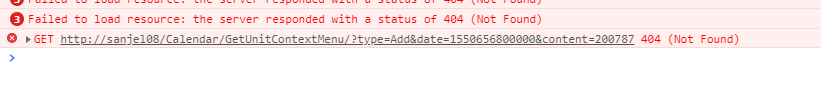 3 Failed to load resource: the server responded with a status of 404 (Not Found)
3 Failed to load resource: the server responded with a status of 404 (Not Found)
GET http://sanjel08/Calendar/GetUnitContextMenu/?type=Add&date=1550656800000&content=200787 404 (Not Found)